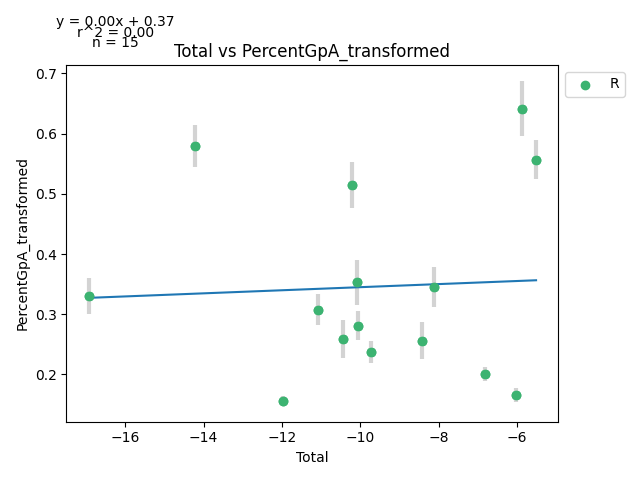 y = 0.00x + 0.37
r^2 = 0.00
n = 15
Total vs PercentGpA_transformed
R
PercentGpA_transformed
0.7
0.6
0.5
0.4
0.3
0.2
−16
−14
−12
−10
−8
−6
Total